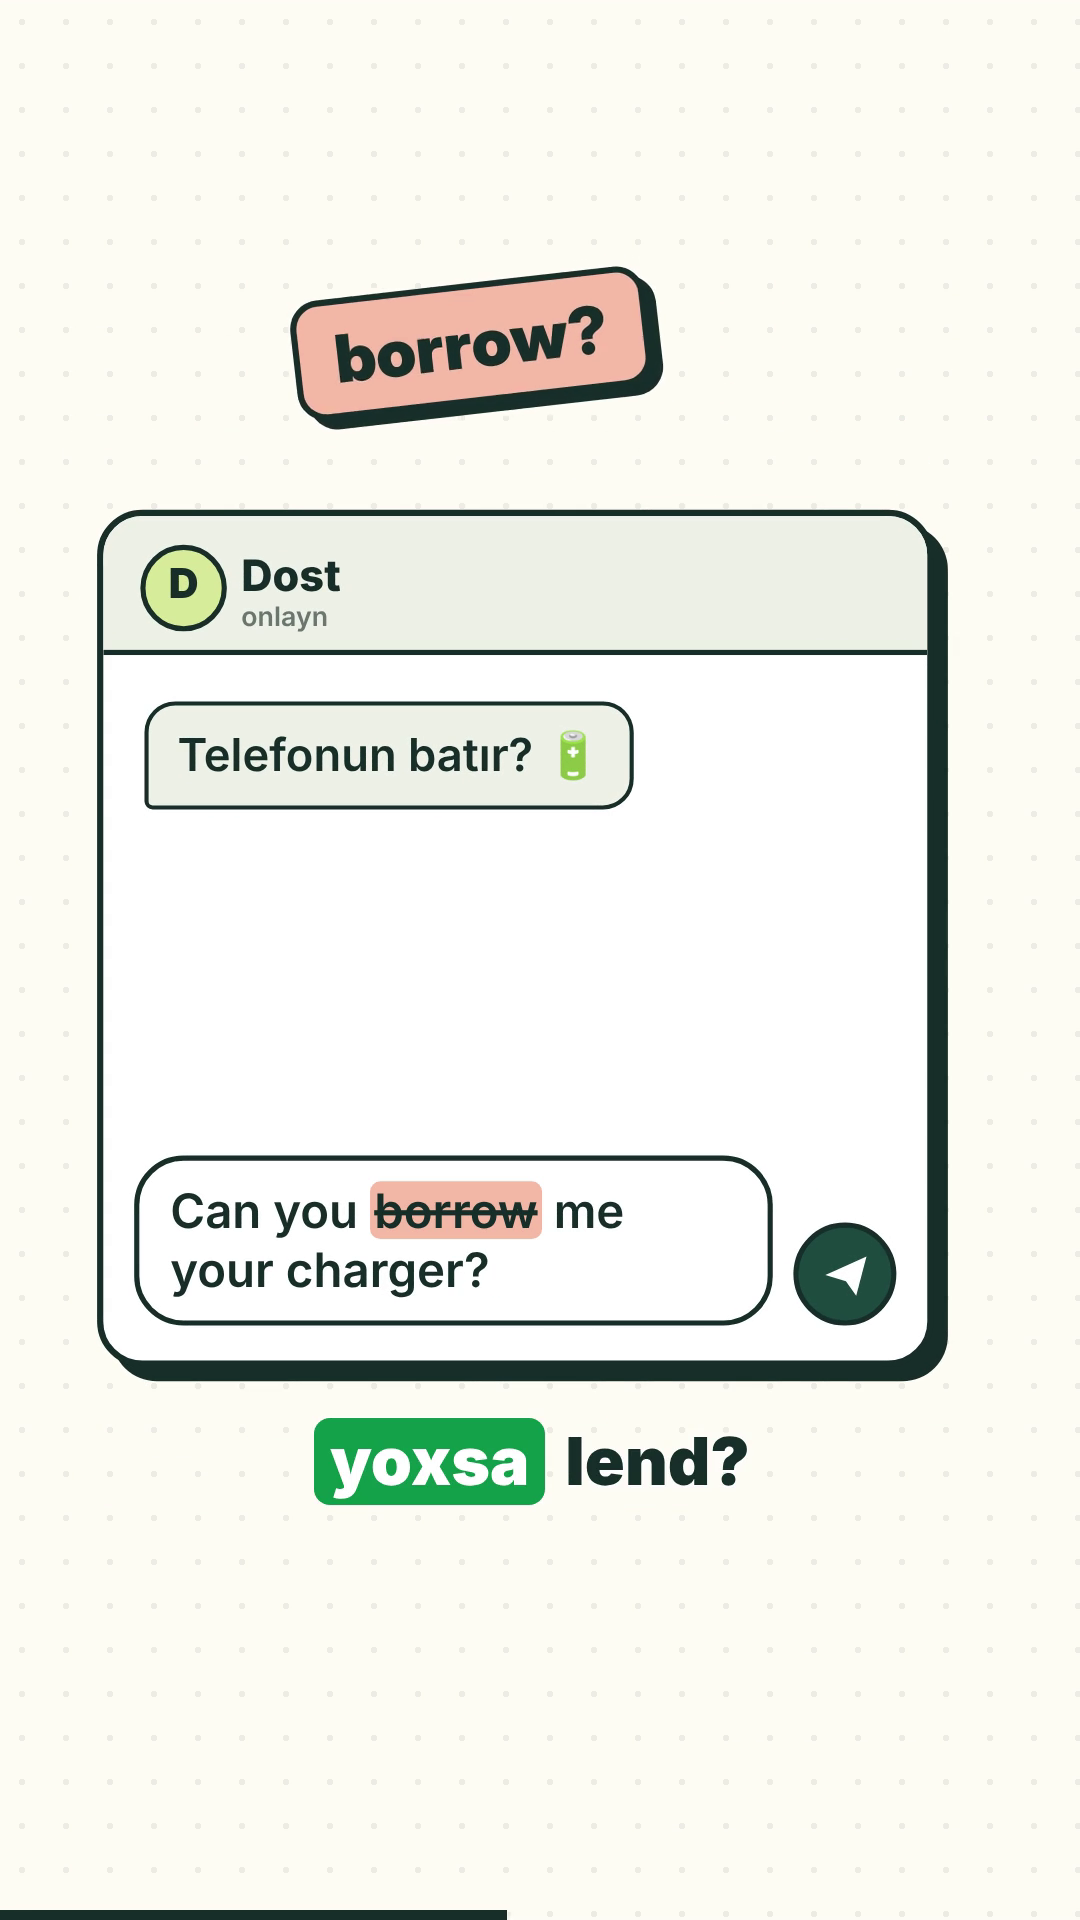 borrow?
D
Dost
onlayn
Telefonun batır? 🪫
Can you borrow me
your charger?
yoxsa lend?